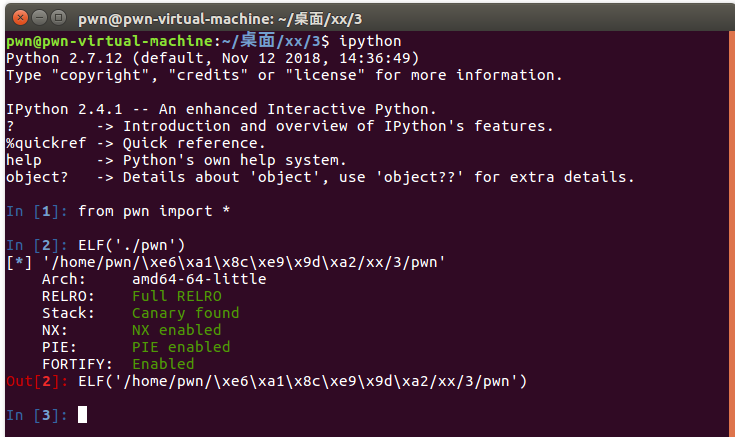 pwn@pwn-virtual-machine: ~/桌面/xx/3
pwn@pwn-virtual-machine:~/桌面/xx/3$ ipython
Python 2.7.12 (default, Nov 12 2018, 14:36:49)
Type "copyright", "credits" or "license" for more information.
IPython 2.4.1 -- An enhanced Interactive Python.
?         -> Introduction and overview of IPython's features.
%quickref -> Quick reference.
help      -> Python's own help system.
object?   -> Details about 'object', use 'object??' for extra details.
In [1]: from pwn import *
In [2]: ELF('./pwn')
[*] '/home/pwn/\xe6\xa1\x8c\xe9\x9d\xa2/xx/3/pwn'
    Arch:     amd64-64-little
    RELRO:    Full RELRO
    Stack:    Canary found
    NX:       NX enabled
    PIE:      PIE enabled
    FORTIFY:  Enabled
Out[2]: ELF('/home/pwn/\xe6\xa1\x8c\xe9\x9d\xa2/xx/3/pwn')
In [3]: